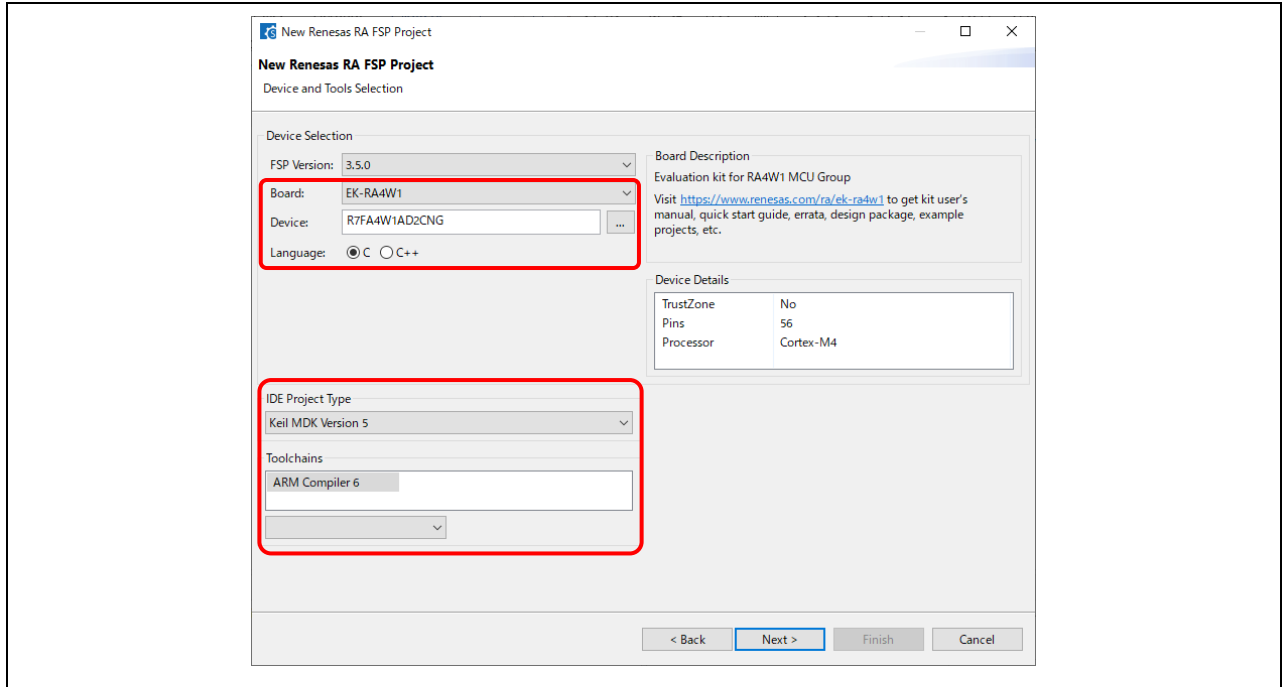 New Renesas RA FSP Project
New Renesas RA FSP Project
Device and Tools Selection
Device Selection
FSP Version: 3.5.0
Board: EK-RA4W1
Device: R7FA4W1AD2CNG ...
Language: C C++
Board Description
Evaluation kit for RA4W1 MCU Group
Visit https://www.renesas.com/ra/ek-ra4w1 to get kit user's
manual, quick start guide, errata, design package, example
projects, etc.
Device Details
TrustZone No
Pins 56
Processor Cortex-M4
IDE Project Type
Keil MDK Version 5
Toolchains
ARM Compiler 6
< Back Next > Finish Cancel